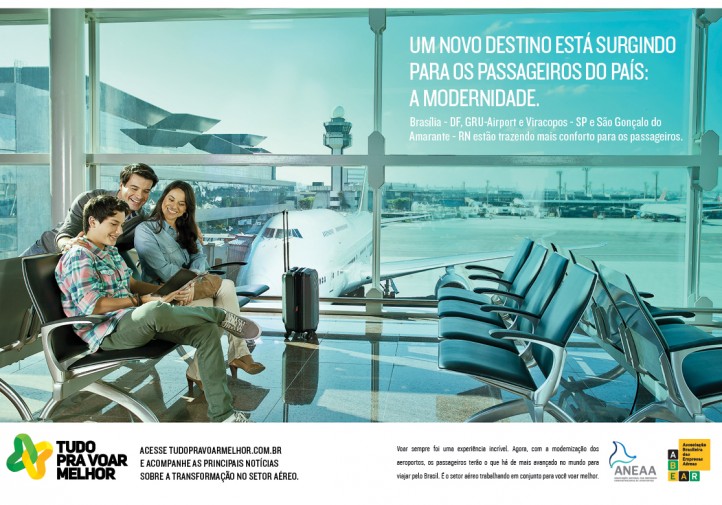 UM NOVO DESTINO ESTÁ SURGINDO
PARA OS PASSAGEIROS DO PAÍS:
A MODERNIDADE.
Brasília - DF, GRU-Airport e Viracopos - SP e São Gonçalo do
Amarante - RN estão trazendo mais conforto para os passageiros.
TUDO
PRA VOAR
MELHOR
ACESSE TUDOPRAVOARMELHOR.COM.BR
E ACOMPANHE AS PRINCIPAIS NOTÍCIAS
SOBRE A TRANSFORMAÇÃO NO SETOR AÉREO.
Voar sempre foi uma experiência incrível. Agora, com a modernização dos
aeroportos, os passageiros terão o que há de mais avançado no mundo para
viajar pelo Brasil. É o setor aéreo trabalhando em conjunto para você voar melhor.
ANEAA
ABEAR
Associação
Brasileira
das
Empresas
Aéreas